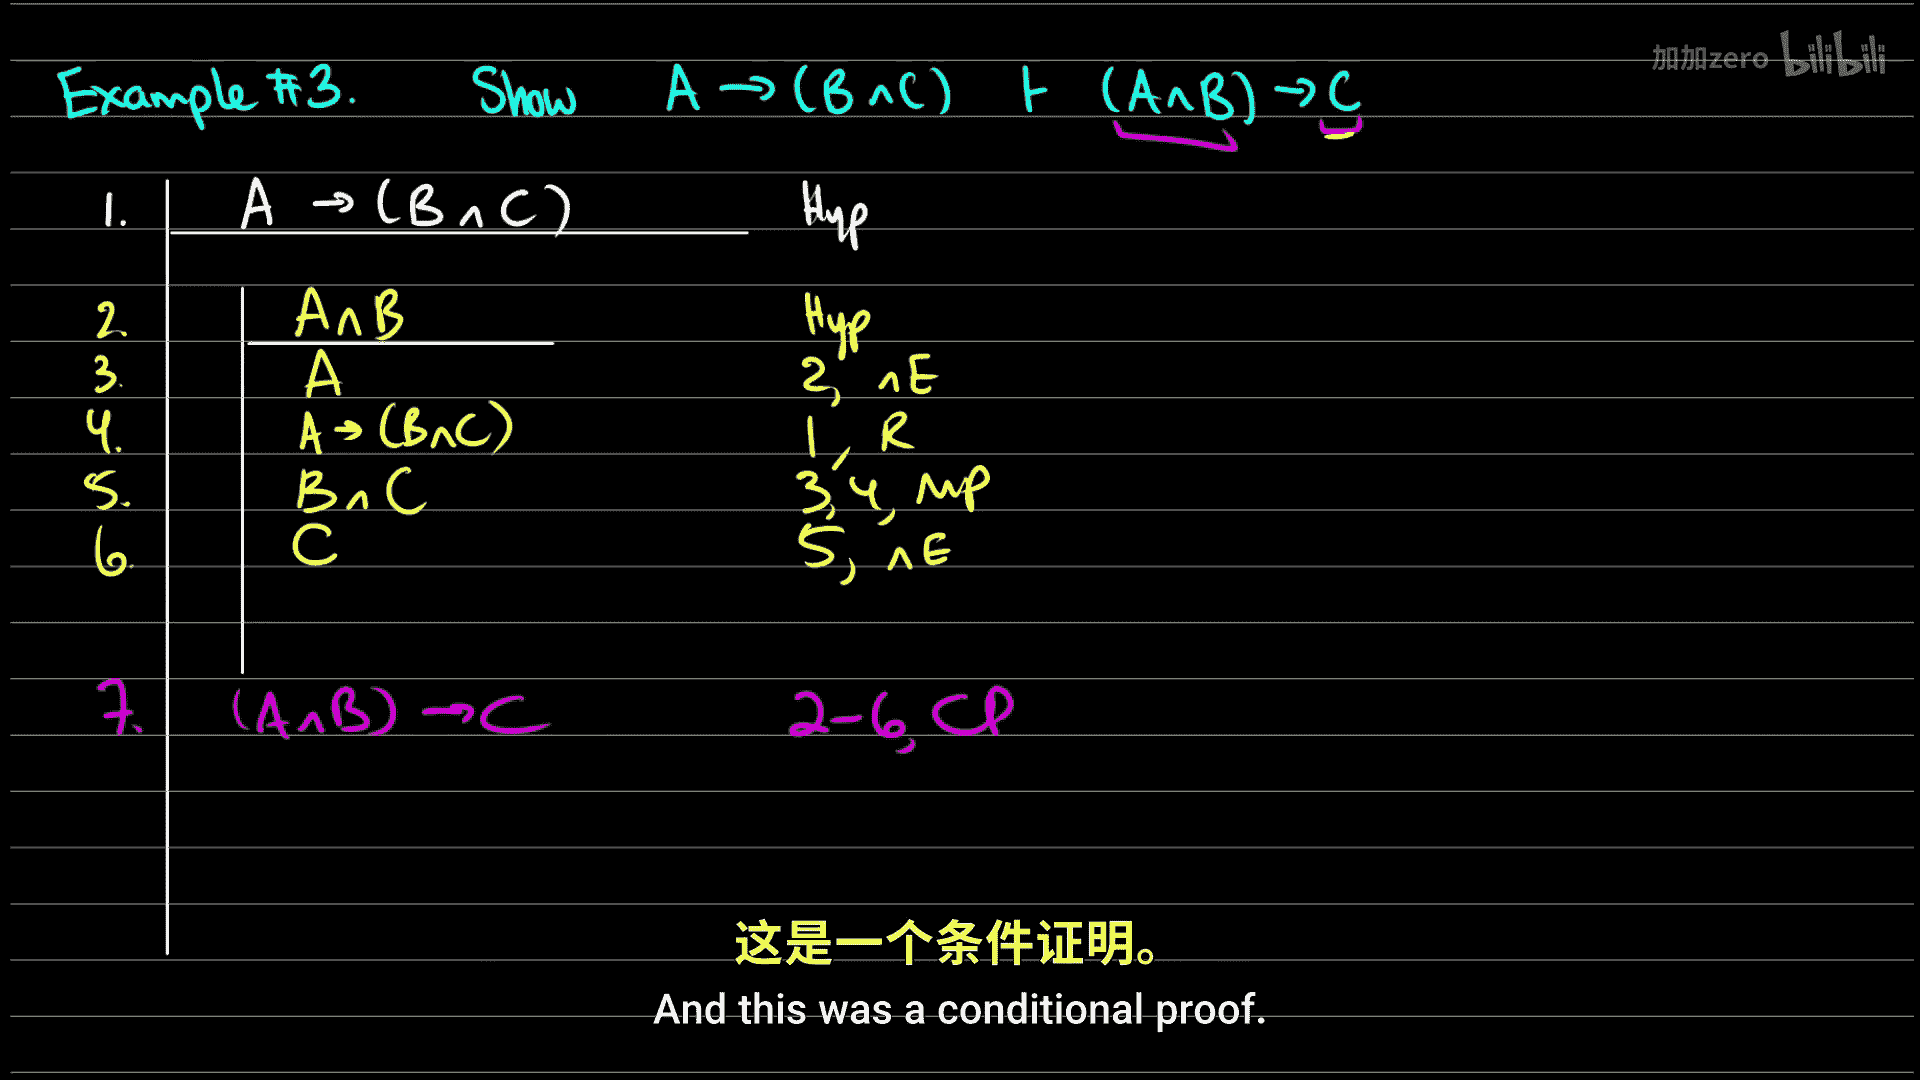 加加zero bilibili
Example #3. Show A → (B ∧ C) ⊢ (A ∧ B) → C
1. A → (B ∧ C) Hyp
2. A ∧ B Hyp
3. A 2, ∧E
4. A → (B ∧ C) 1, R
5. B ∧ C 3, 4, MP
6. C 5, ∧E
7. (A ∧ B) → C 2-6, CP
这是一个条件证明。
And this was a conditional proof.